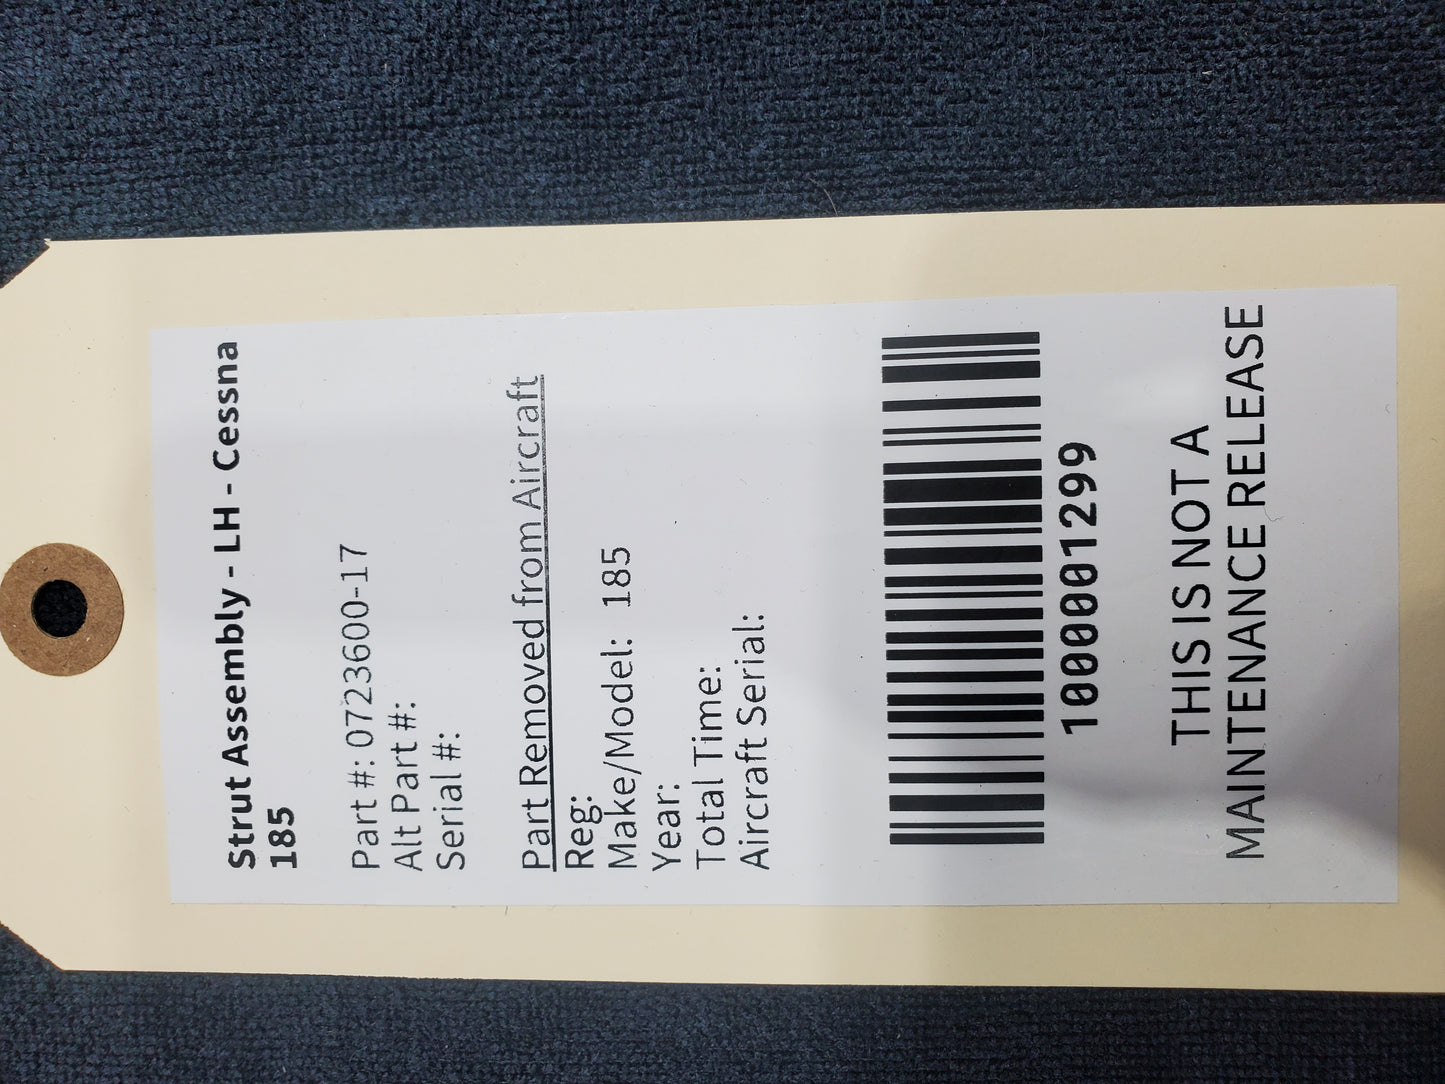 Strut Assembly - LH - Cessna
185
Part #: 0723600-17
Alt Part #:
Serial #:
Part Removed from Aircraft
Reg:
Make/Model: 185
Year:
Total Time:
Aircraft Serial:
1000001299
THIS IS NOT A
MAINTENANCE RELEASE